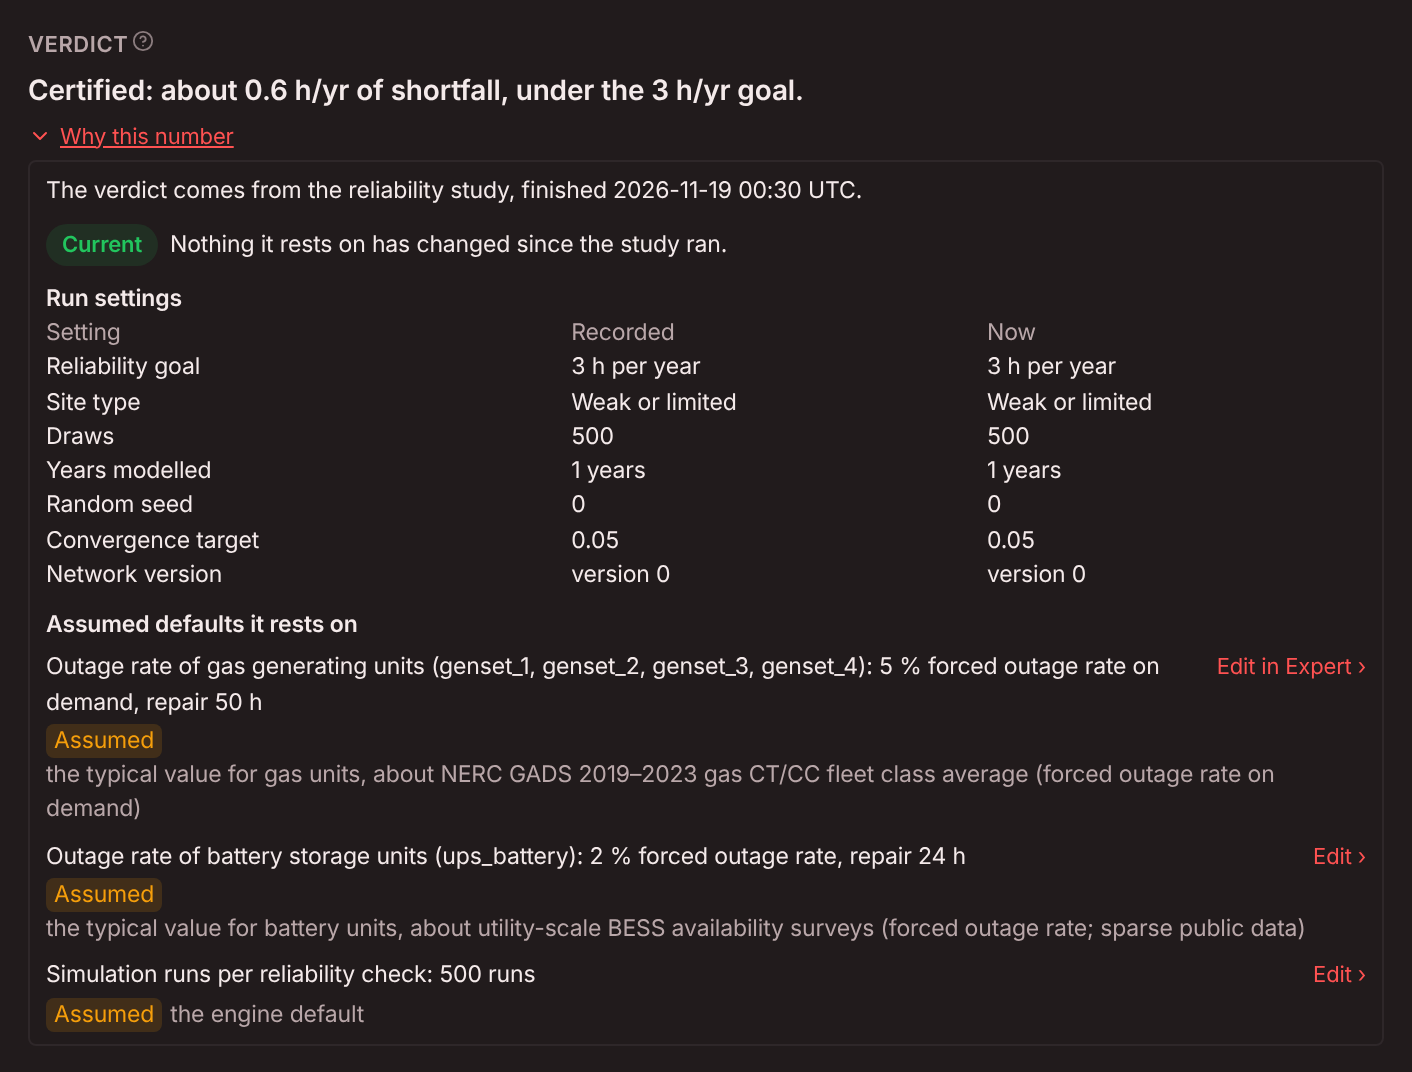 VERDICT ?
Certified: about 0.6 h/yr of shortfall, under the 3 h/yr goal.
Why this number
The verdict comes from the reliability study, finished 2026-11-19 00:30 UTC.
Current Nothing it rests on has changed since the study ran.
Run settings
Setting Recorded Now
Reliability goal 3 h per year 3 h per year
Site type Weak or limited Weak or limited
Draws 500 500
Years modelled 1 years 1 years
Random seed 0 0
Convergence target 0.05 0.05
Network version version 0 version 0
Assumed defaults it rests on
Outage rate of gas generating units (genset_1, genset_2, genset_3, genset_4): 5 % forced outage rate on Edit in Expert ›
demand, repair 50 h
Assumed
the typical value for gas units, about NERC GADS 2019–2023 gas CT/CC fleet class average (forced outage rate on
demand)
Outage rate of battery storage units (ups_battery): 2 % forced outage rate, repair 24 h Edit ›
Assumed
the typical value for battery units, about utility-scale BESS availability surveys (forced outage rate; sparse public data)
Simulation runs per reliability check: 500 runs Edit ›
Assumed the engine default